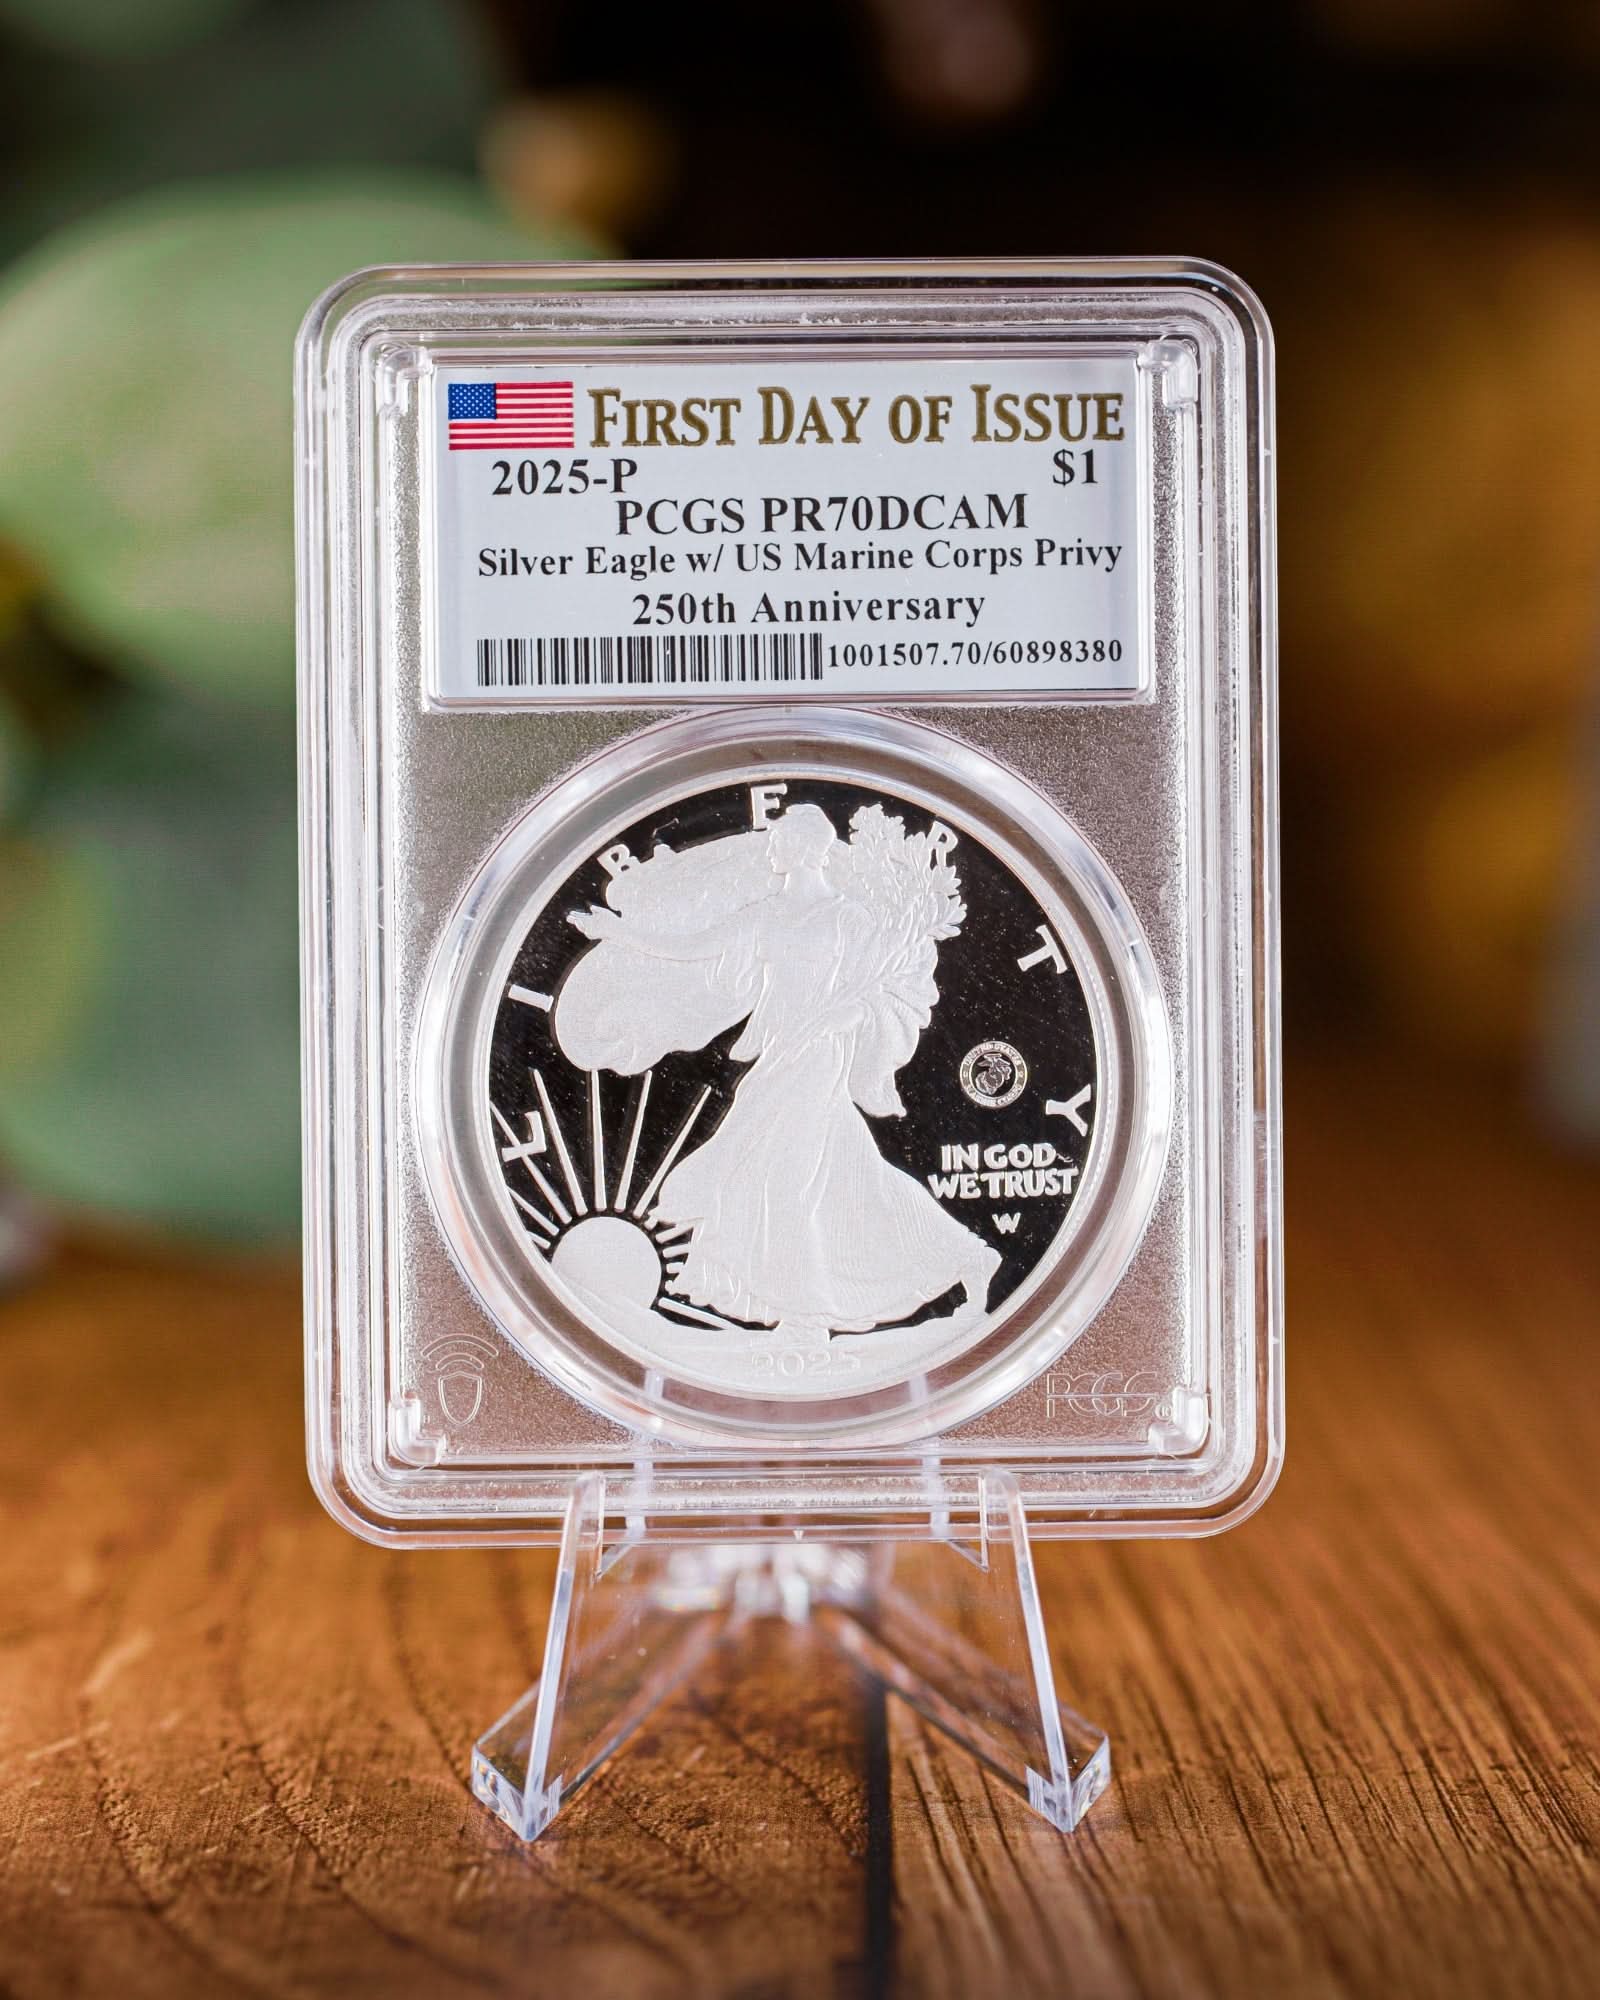 FIRST DAY OF ISSUE
2025-P $1
PCGS PR70DCAM
Silver Eagle w/ US Marine Corps Privy
250th Anniversary
1001507.70/60898380
LIBERTY
IN GOD
WE TRUST
W
2025
PCGS